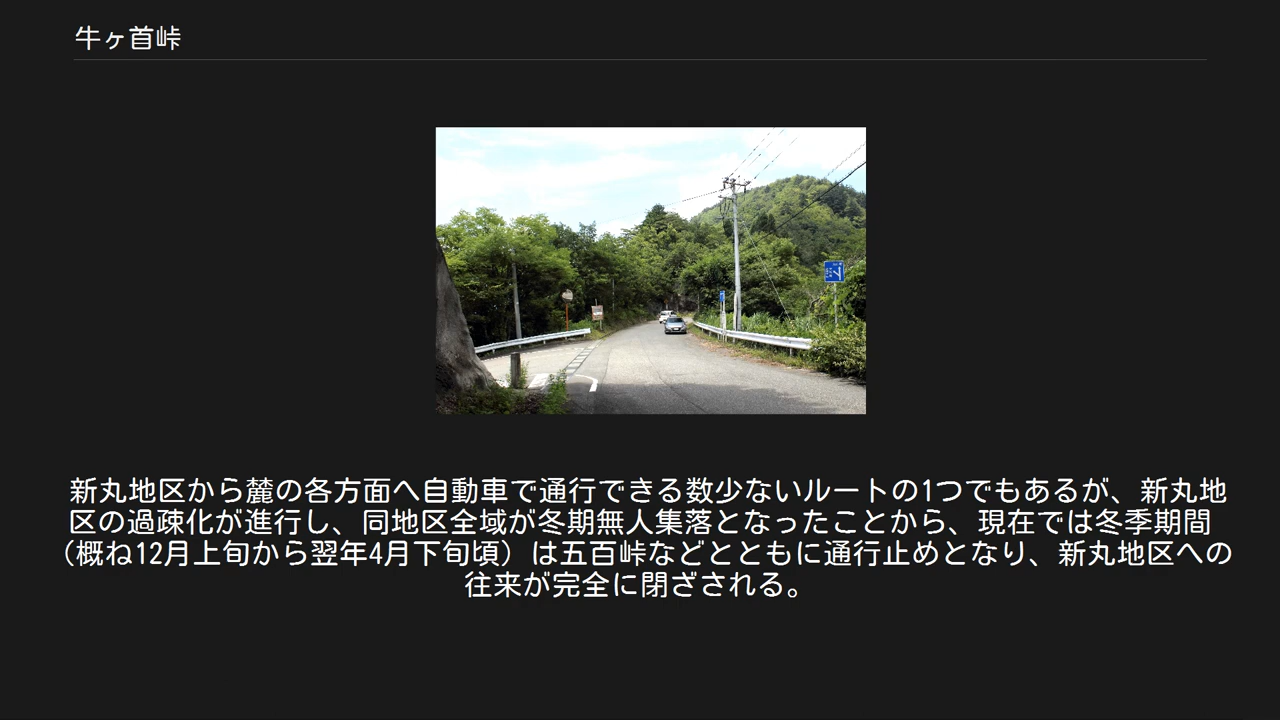 牛ヶ首峠
新丸地区から麓の各方面へ自動車で通行できる数少ないルートの1つでもあるが、新丸地
区の過疎化が進行し、同地区全域が冬期無人集落となったことから、現在では冬季期間
（概ね12月上旬から翌年4月下旬頃）は五百峠などとともに通行止めとなり、新丸地区への
往来が完全に閉ざされる。